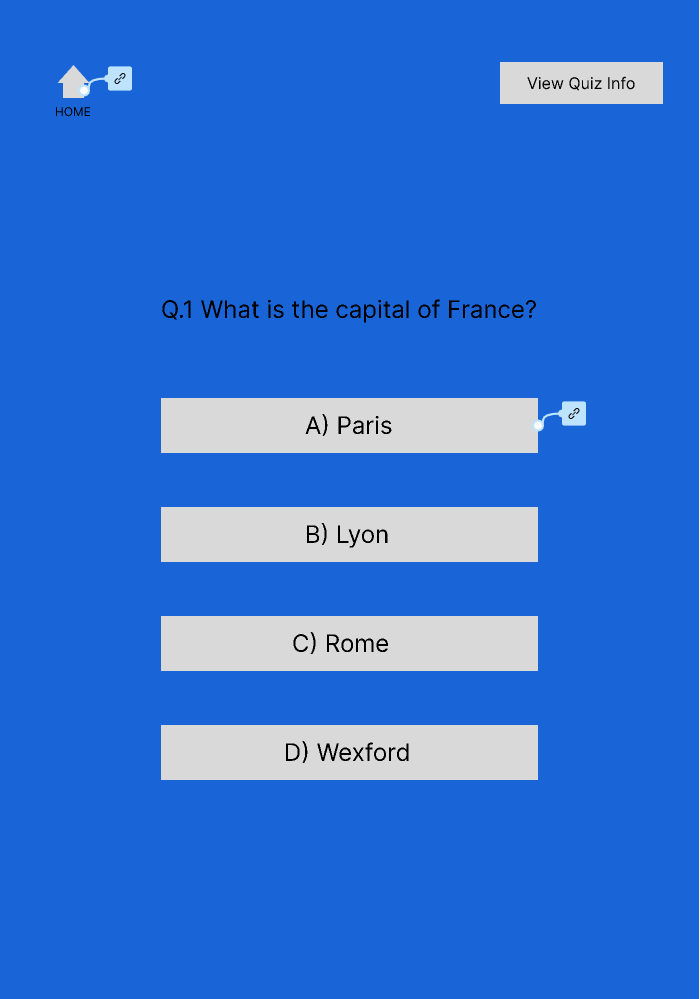 View Quiz Info
HOME
Q.1 What is the capital of France?
A) Paris
B) Lyon
C) Rome
D) Wexford